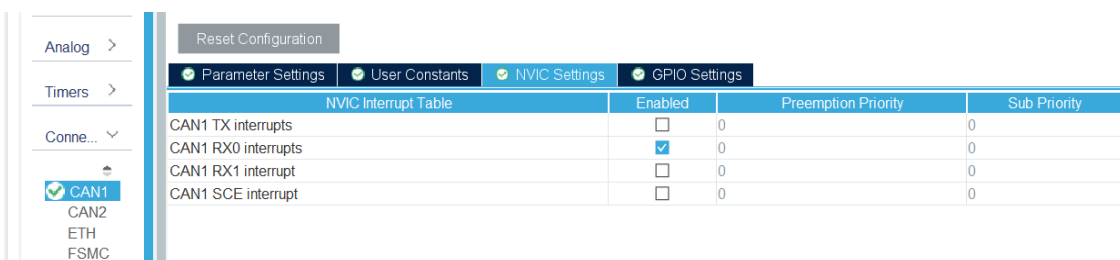 Analog
Timers
Conne...
CAN1
CAN2
ETH
FSMC
Reset Configuration
Parameter Settings User Constants NVIC Settings GPIO Settings
NVIC Interrupt Table Enabled Preemption Priority Sub Priority
CAN1 TX interrupts 0 0
CAN1 RX0 interrupts 0 0
CAN1 RX1 interrupt 0 0
CAN1 SCE interrupt 0 0